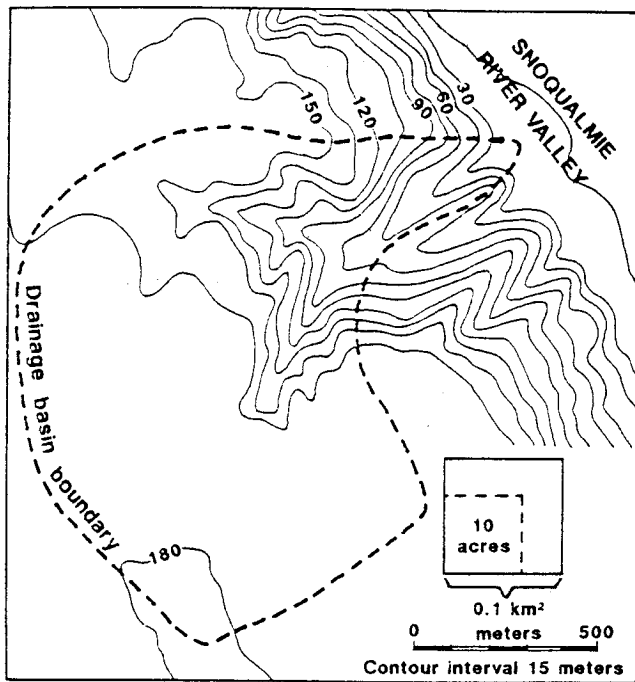 SNOQUALMIE
RIVER VALLEY
30
60
90
120
150
Drainage basin boundary
180
10
acres
0.1 km²
meters
0 500
Contour interval 15 meters